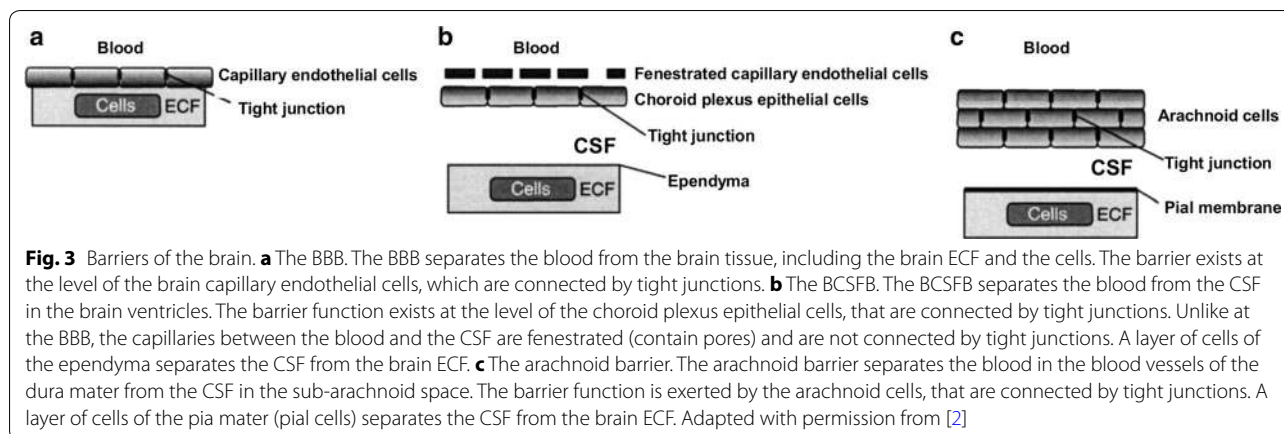 a
Blood
Capillary endothelial cells
Tight junction
Cells ECF
b
Blood
Fenestrated capillary endothelial cells
Choroid plexus epithelial cells
Tight junction
CSF
Ependyma
Cells ECF
c
Blood
Arachnoid cells
Tight junction
CSF
Pial membrane
Cells ECF
Fig. 3 Barriers of the brain. a The BBB. The BBB separates the blood from the brain tissue, including the brain ECF and the cells. The barrier exists at
the level of the brain capillary endothelial cells, which are connected by tight junctions. b The BCSFB. The BCSFB separates the blood from the CSF
in the brain ventricles. The barrier function exists at the level of the choroid plexus epithelial cells, that are connected by tight junctions. Unlike at
the BBB, the capillaries between the blood and the CSF are fenestrated (contain pores) and are not connected by tight junctions. A layer of cells of
the ependyma separates the CSF from the brain ECF. c The arachnoid barrier. The arachnoid barrier separates the blood in the blood vessels of the
dura mater from the CSF in the sub-arachnoid space. The barrier function is exerted by the arachnoid cells, that are connected by tight junctions. A
layer of cells of the pia mater (pial cells) separates the CSF from the brain ECF. Adapted with permission from [2]